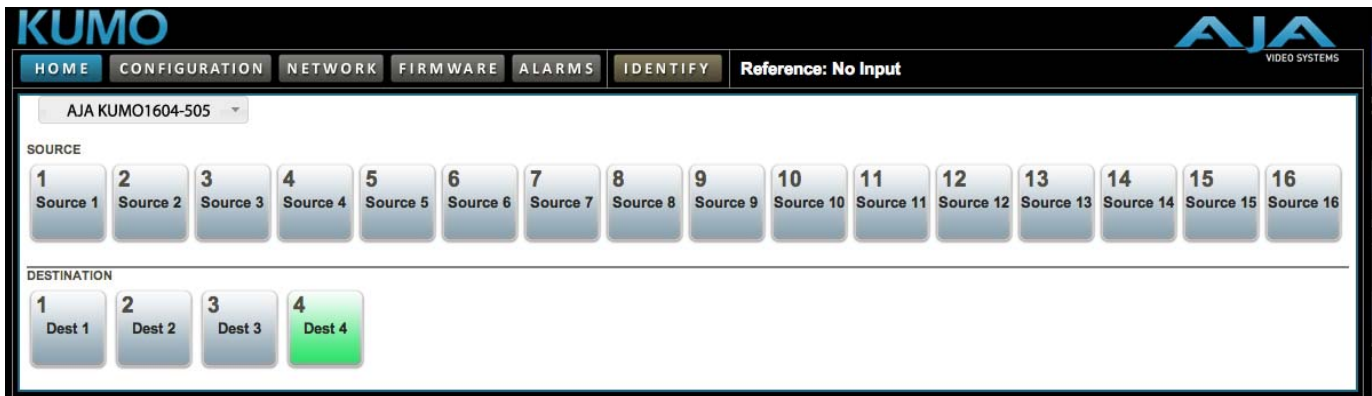 KUMO
AJA
VIDEO SYSTEMS
HOME CONFIGURATION NETWORK FIRMWARE ALARMS IDENTIFY Reference: No Input
AJA KUMO1604-505
SOURCE
1 2 3 4 5 6 7 8 9 10 11 12 13 14 15 16
Source 1 Source 2 Source 3 Source 4 Source 5 Source 6 Source 7 Source 8 Source 9 Source 10 Source 11 Source 12 Source 13 Source 14 Source 15 Source 16
DESTINATION
1 2 3 4
Dest 1 Dest 2 Dest 3 Dest 4